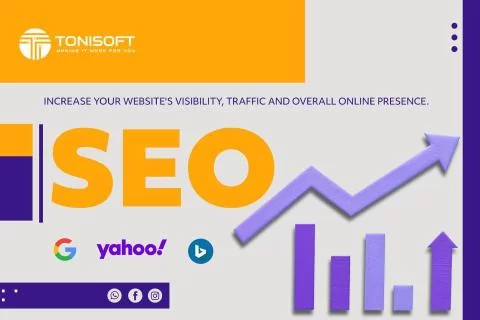 TONISOFT
MAKING IT WORK FOR YOU
INCREASE YOUR WEBSITE'S VISIBILITY, TRAFFIC AND OVERALL ONLINE PRESENCE.
SEO
G yahoo! b